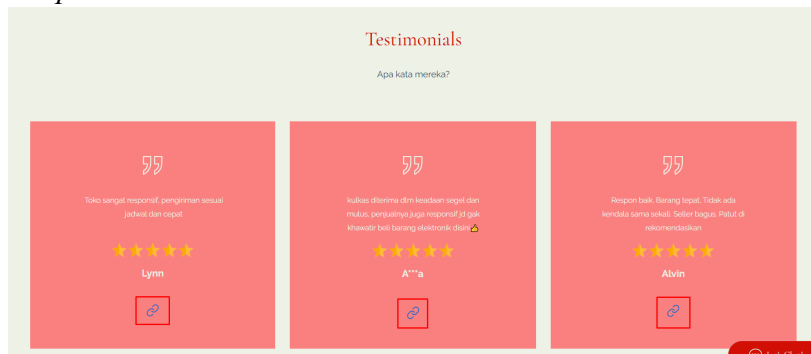 Testimonials
Apa kata mereka?
Toko sangat responsif, pengiriman sesuai
jadwal dan cepat
Lynn
kulkas diterima dlm keadaan segel dan
mulus, penjualnya juga responsif jd gak
khawatir beli barang elektronik disin 👍
A***a
Respon baik. Barang tepat. Tidak ada
kendala sama sekali. Seller bagus. Patut di
rekomendasikan
Alvin